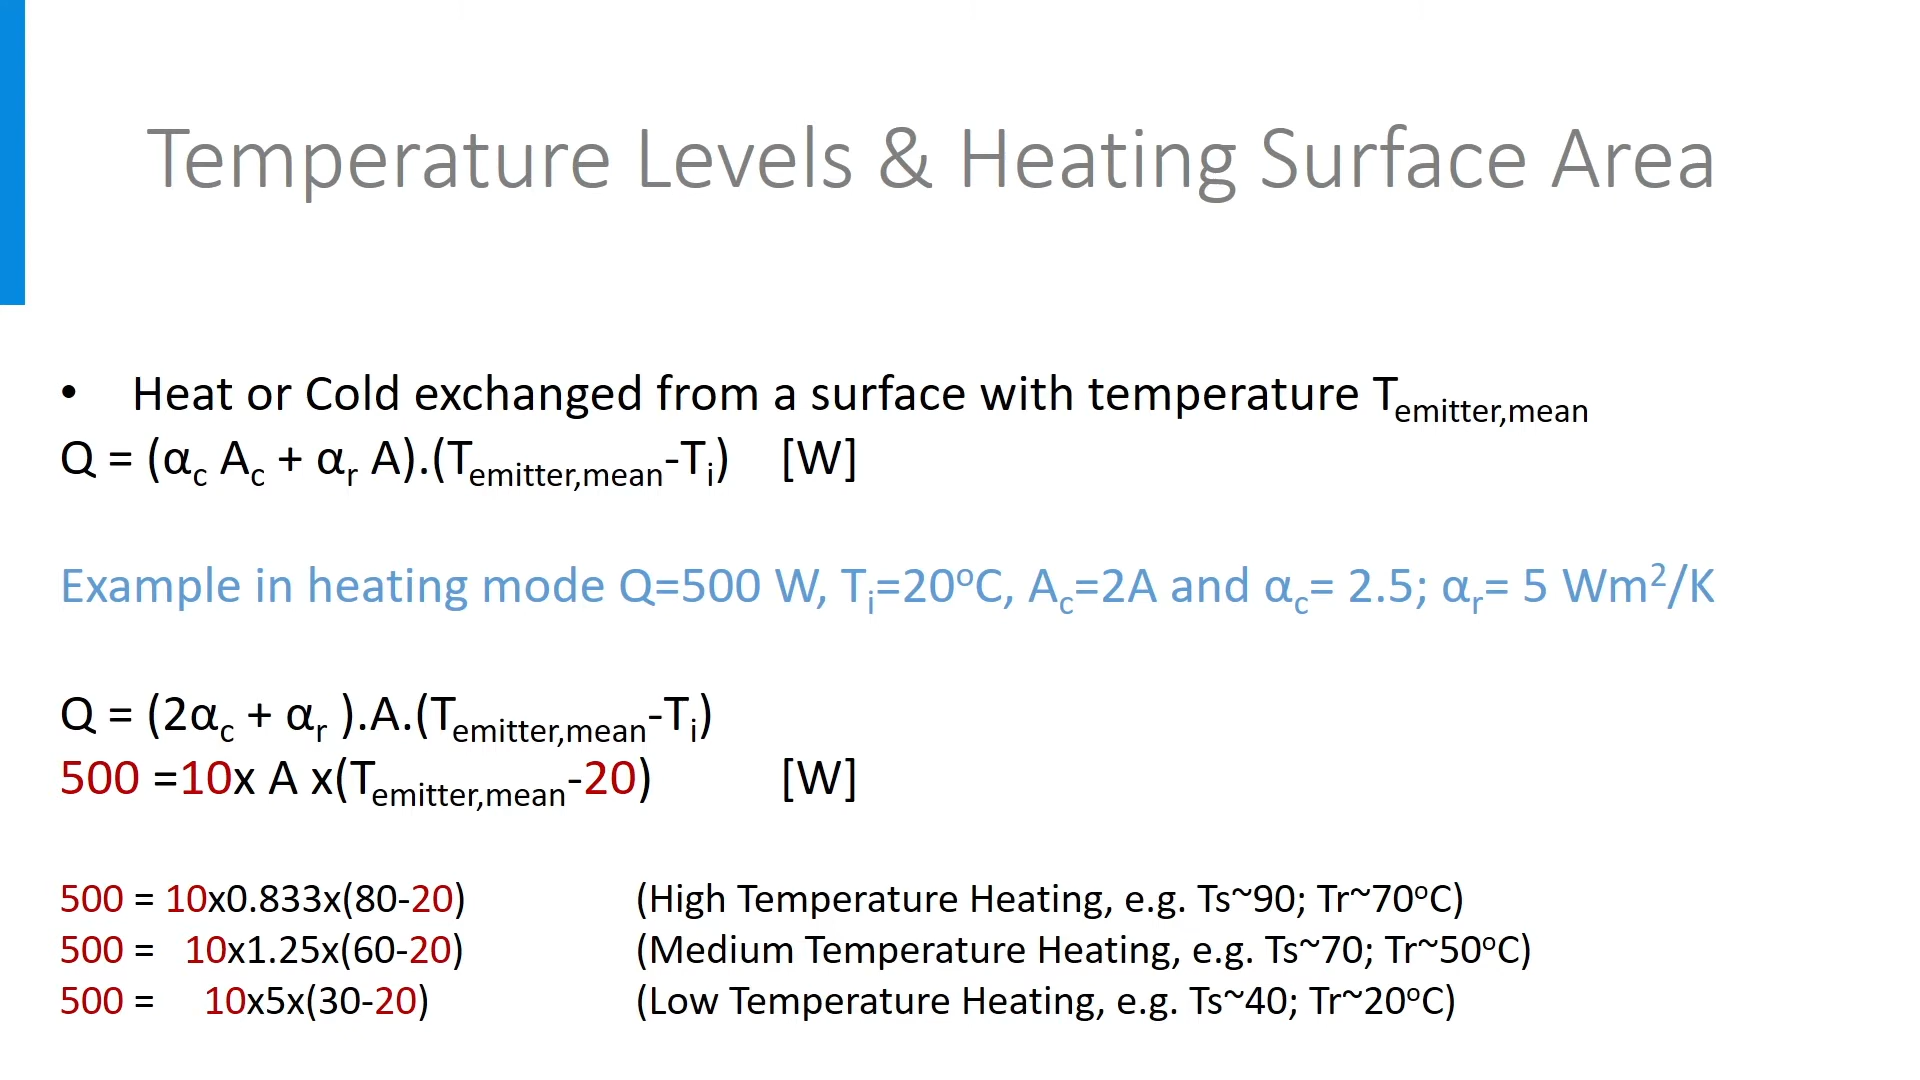 Temperature Levels & Heating Surface Area
• Heat or Cold exchanged from a surface with temperature T_emitter,mean
Q = (α_c A_c + α_r A).(T_emitter,mean-T_i) [W]
Example in heating mode Q=500 W, T_i=20°C, A_c=2A and α_c= 2.5; α_r= 5 Wm²/K
Q = (2α_c + α_r ).A.(T_emitter,mean-T_i)
500 =10x A x(T_emitter,mean-20) [W]
500 = 10x0.833x(80-20) (High Temperature Heating, e.g. Ts~90; Tr~70°C)
500 = 10x1.25x(60-20) (Medium Temperature Heating, e.g. Ts~70; Tr~50°C)
500 = 10x5x(30-20) (Low Temperature Heating, e.g. Ts~40; Tr~20°C)